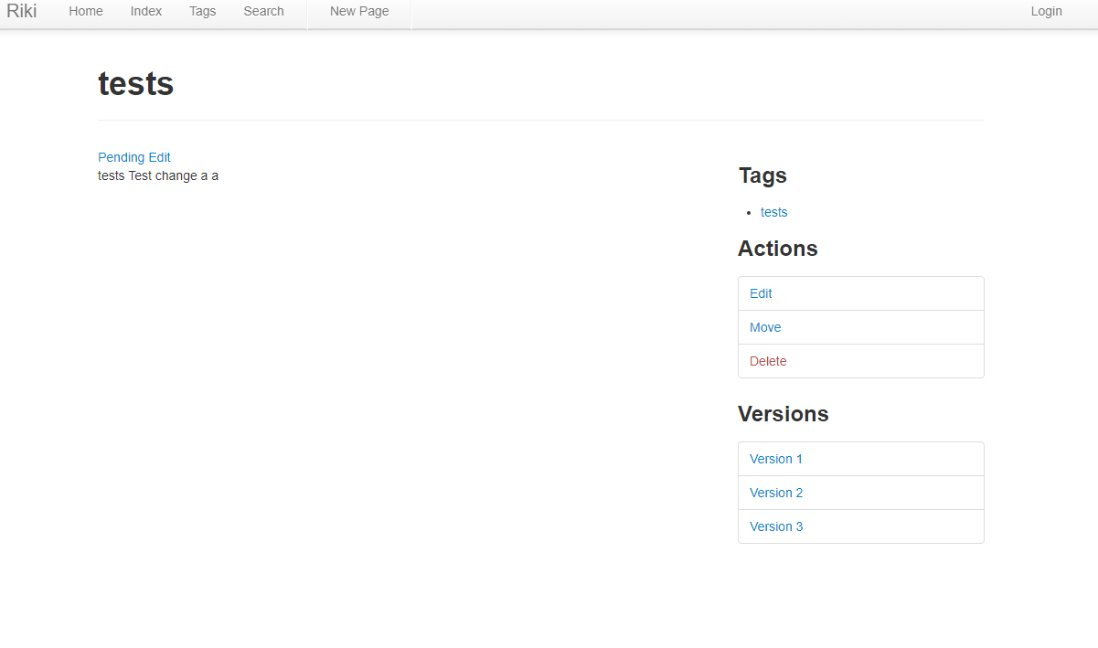 Riki Home Index Tags Search New Page Login
tests
Pending Edit
tests Test change a a
Tags
tests
Actions
Edit
Move
Delete
Versions
Version 1
Version 2
Version 3